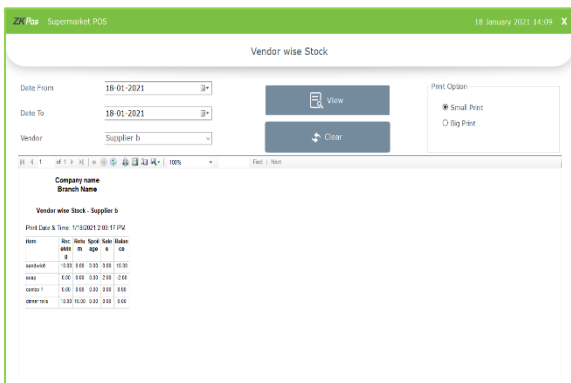 ZKPos Supermarket POS 18 January 2021 14:09 X
Vendor wise Stock
Date From 18-01-2021
Date To 18-01-2021
Vendor Supplier b
View
Clear
Print Option
Small Print
Big Print
1 of 1 100% Find | Next
Company name
Branch Name
Vendor wise Stock - Supplier b
Print Date & Time: 1/18/2021 2:09:17 PM
item Rec Retu Spoil Sale Balan
eivin rn age s ce
g
sandwich 10.00 0.00 0.00 0.00 10.00
soap 0.00 0.00 0.00 2.00 -2.00
combo 1 0.00 0.00 0.00 0.00 0.00
dinner rolls 10.00 10.00 0.00 0.00 0.00